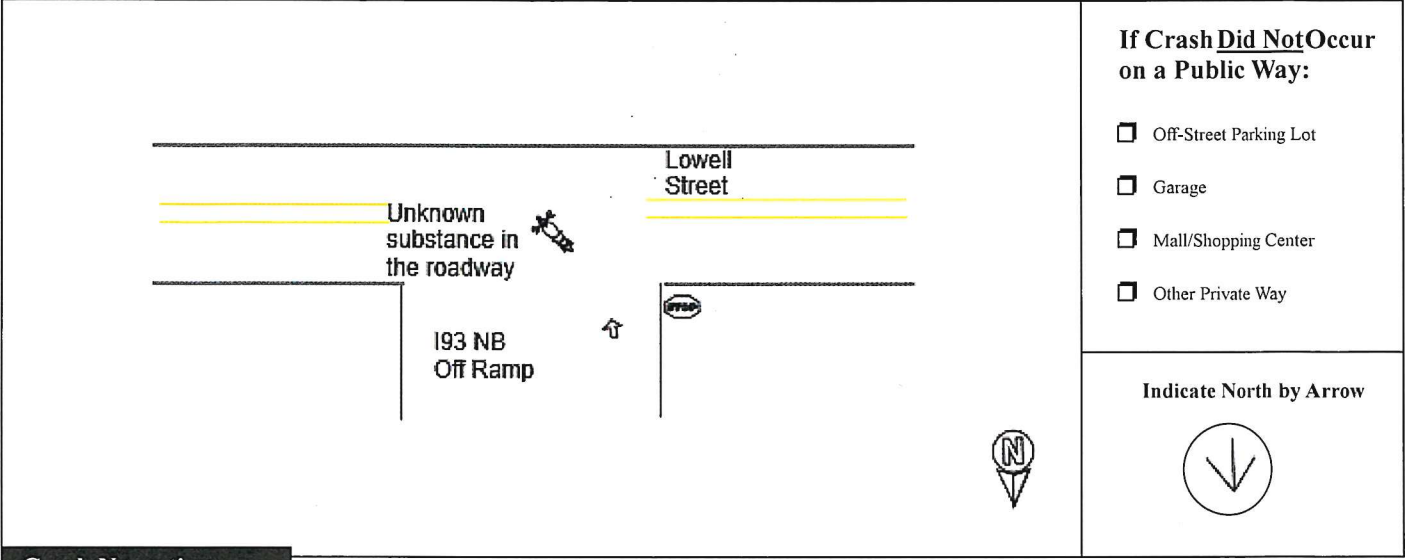 If Crash Did Not Occur
on a Public Way:
Off-Street Parking Lot
Garage
Mall/Shopping Center
Other Private Way
Lowell
Street
Unknown
substance in
the roadway
STOP
I93 NB
Off Ramp
N
Indicate North by Arrow